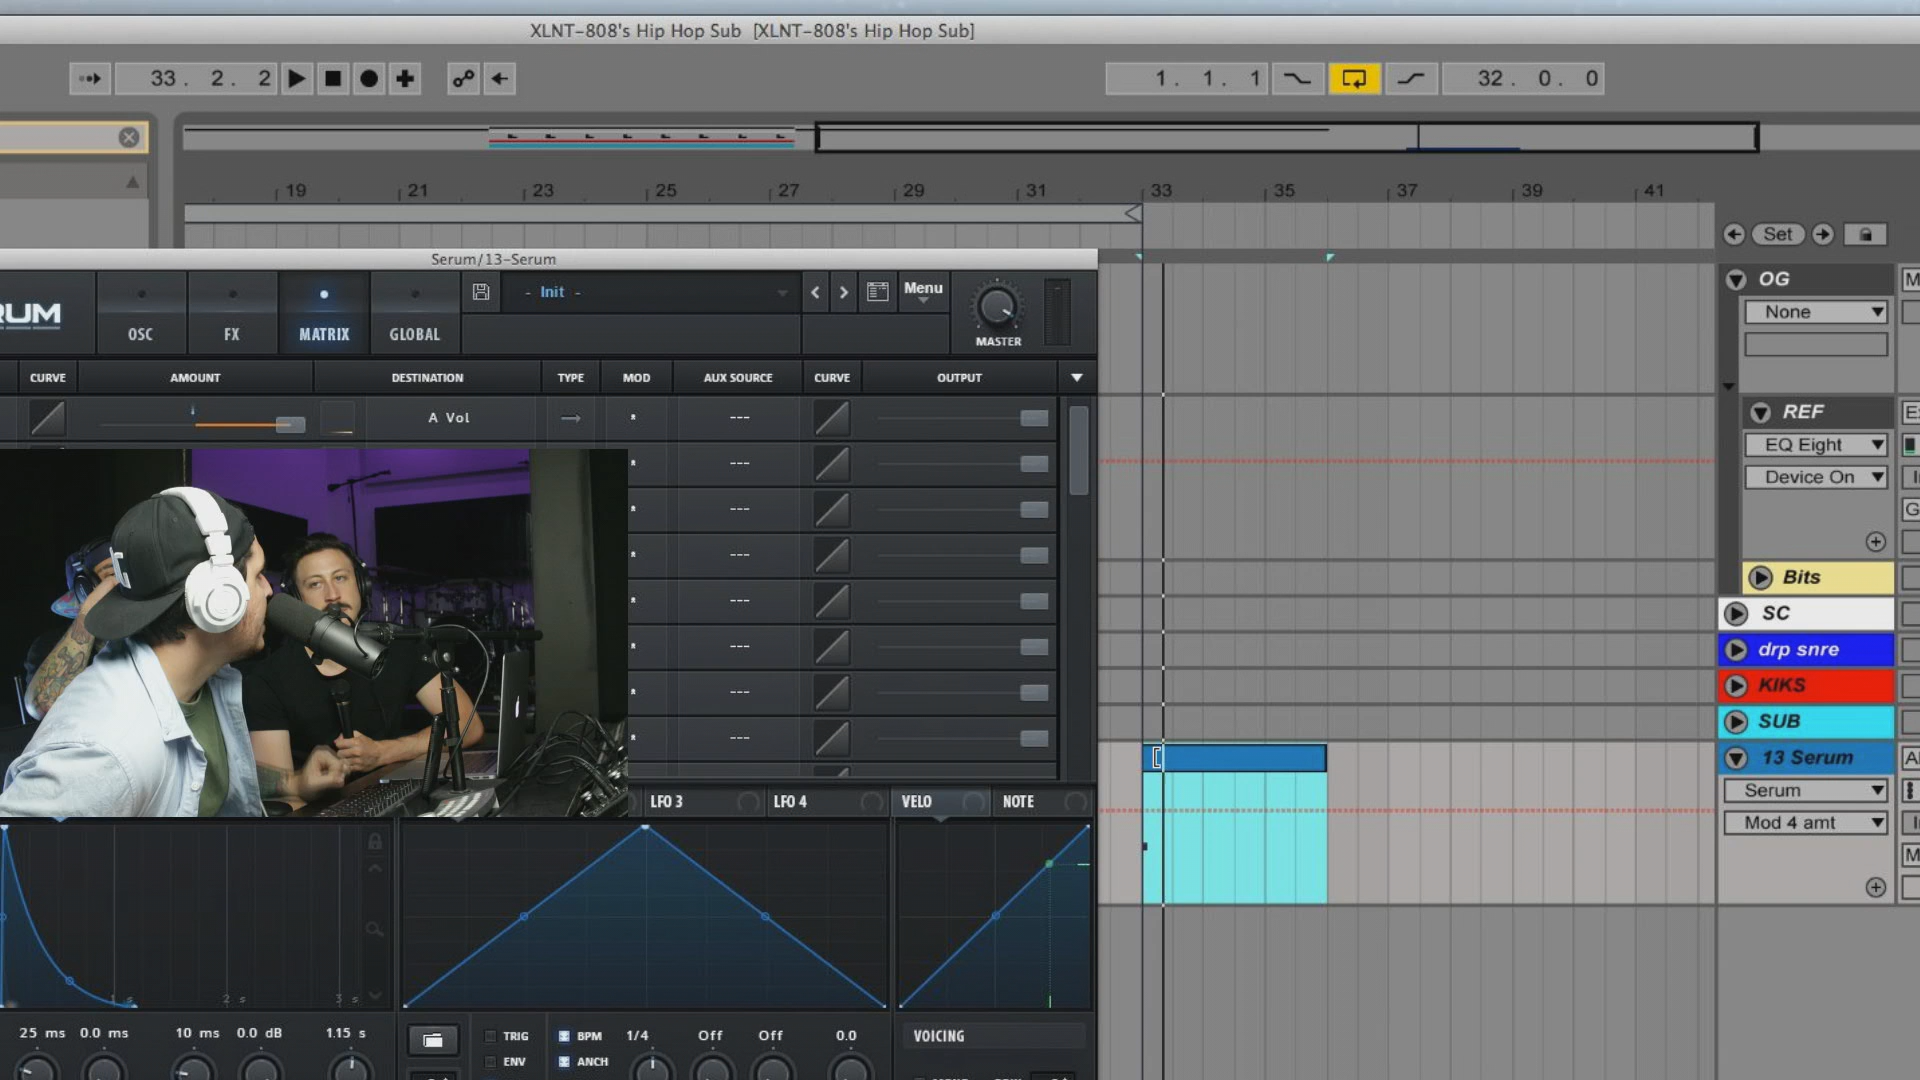 XLNT-808's Hip Hop Sub [XLNT-808's Hip Hop Sub]
33. 2. 2
1. 1. 1
32. 0. 0
19 21 23 25 27 29 31 33 35 37 39 41
Set
Serum/13-Serum
OG
None
- Init -
Menu
RUM
OSC FX MATRIX GLOBAL
MASTER
CURVE AMOUNT DESTINATION TYPE MOD AUX SOURCE CURVE OUTPUT
A Vol
---
REF
EQ Eight
---
Device On
---
---
Bits
---
SC
---
drp snre
---
KIKS
SUB
---
13 Serum
Serum
LFO 3 LFO 4 VELO NOTE
Mod 4 amt
1 s 2 s 3 s
25 ms 0.0 ms 10 ms 0.0 dB 1.15 s
TRIG BPM 1/4 Off Off 0.0
VOICING
ENV ANCH